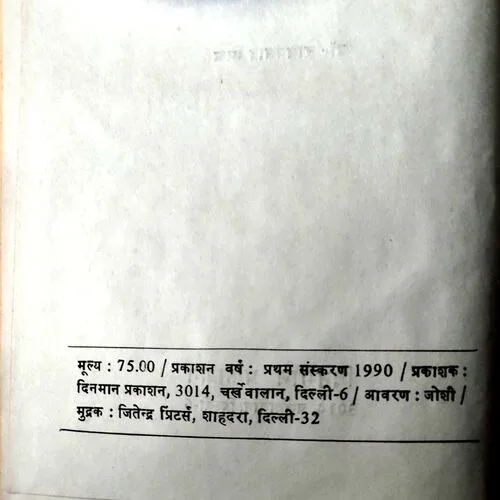 मूल्य : 75.00 / प्रकाशन वर्ष : प्रथम संस्करण 1990 / प्रकाशक :
दिनमान प्रकाशन, 3014, चर्खेवालान, दिल्ली-6 / आवरण : जोशी /
मुद्रक : जितेन्द्र प्रिंटर्स, शाहदरा, दिल्ली-32